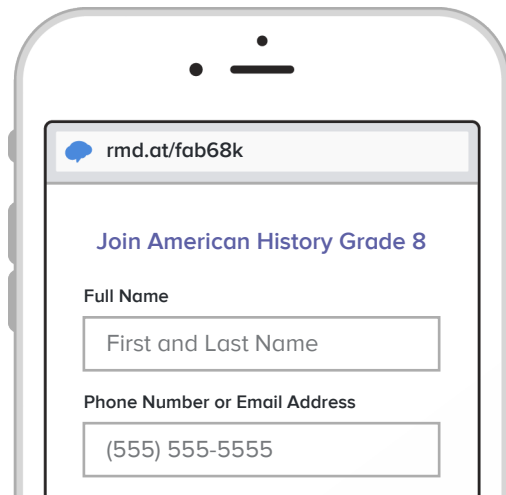 rmd.at/fab68k
Join American History Grade 8
Full Name
First and Last Name
Phone Number or Email Address
(555) 555-5555